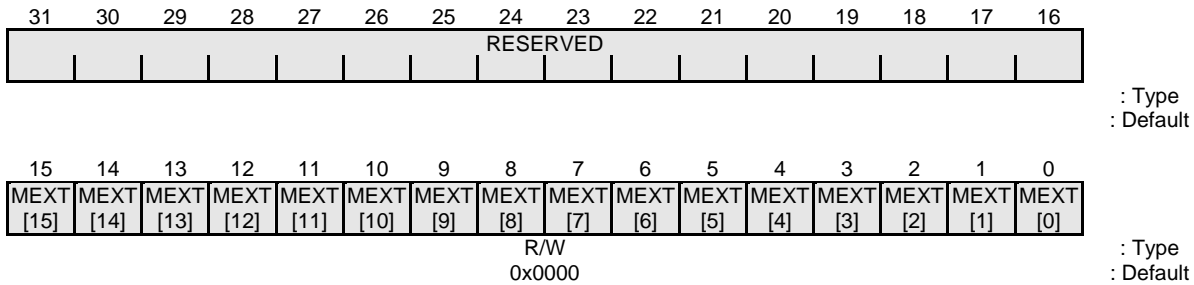 31 30 29 28 27 26 25 24 23 22 21 20 19 18 17 16
RESERVED
: Type
: Default
15 14 13 12 11 10 9 8 7 6 5 4 3 2 1 0
MEXT MEXT MEXT MEXT MEXT MEXT MEXT MEXT MEXT MEXT MEXT MEXT MEXT MEXT MEXT MEXT
[15] [14] [13] [12] [11] [10] [9] [8] [7] [6] [5] [4] [3] [2] [1] [0]
R/W : Type
0x0000 : Default